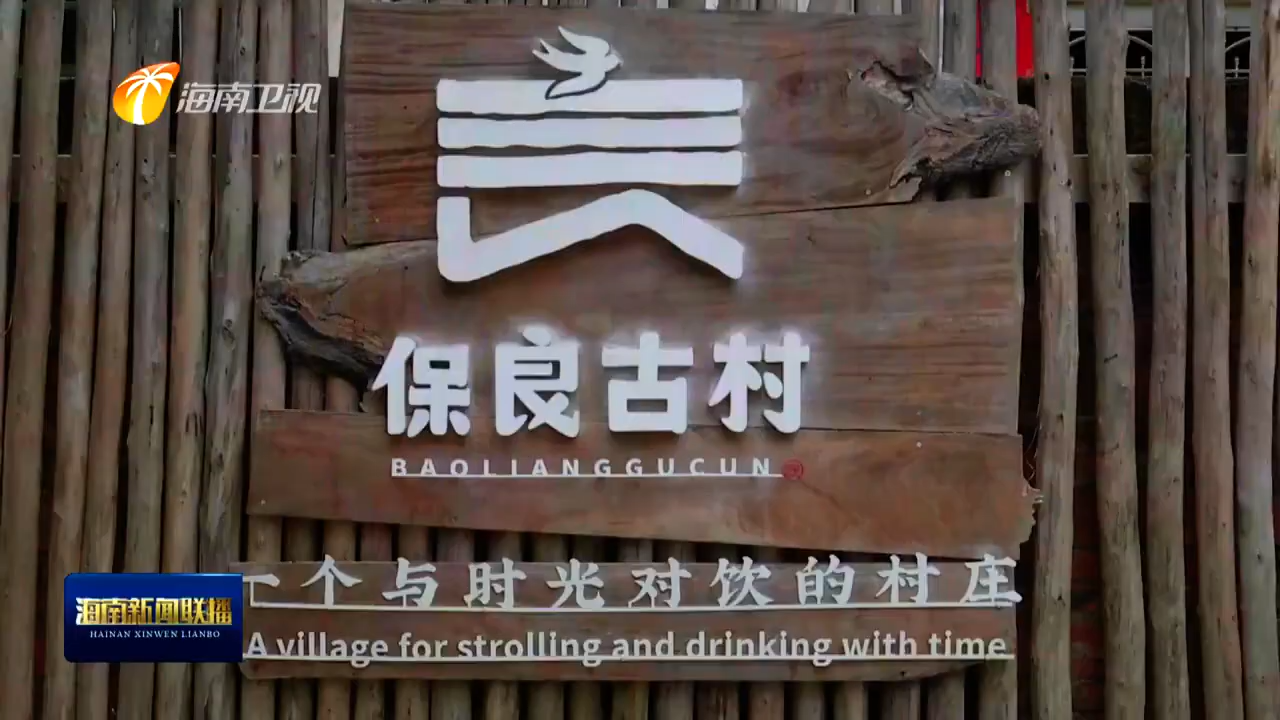 海南卫视
保良古村
BAOLIANGGUCUN
一个与时光对饮的村庄
A village for strolling and drinking with time
海南新闻联播
HAINAN XINWEN LIANBO